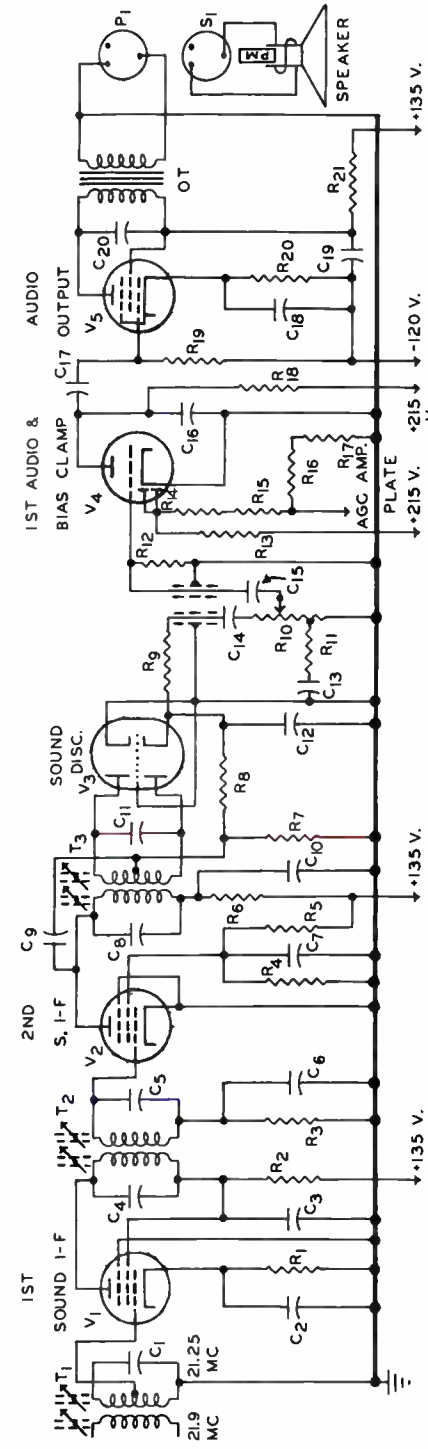 1ST
SOUND I-F
2ND
S. I-F
SOUND
DISC.
1ST AUDIO &
BIAS CLAMP
AUDIO
OUTPUT
T1
V1
T2
V2
C9
T3
V3
V4
C17
V5
C20
OT
P1
S1
PM
SPEAKER
C1
21.9
MC
21.25
MC
C2
R1
C3
R2
C4
C5
R3
C6
+135 V.
C8
R4
C7
R5
R6
C10
R7
+135 V.
C11
R8
R9
C12
C13
R11
R10
C14
C15
R12
R13
R14
R15
R16
R17
AGC AMP.
PLATE
+215 V.
C16
R18
+215
V.
R19
-120 V.
C18
R20
C19
R21
+135 V.